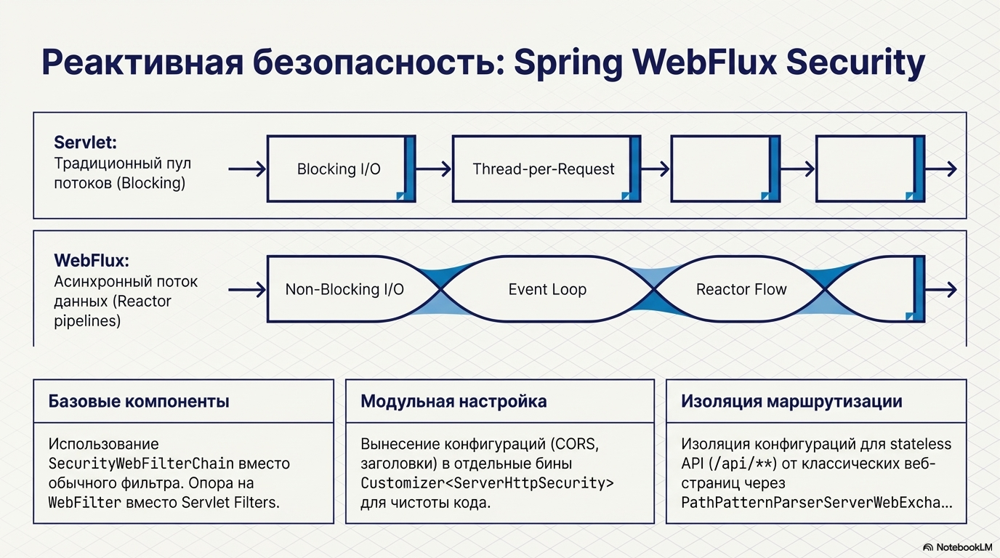 Реактивная безопасность: Spring WebFlux Security
Servlet:
Традиционный пул
потоков (Blocking)
Blocking I/O
Thread-per-Request
WebFlux:
Асинхронный поток
данных (Reactor
pipelines)
Non-Blocking I/O
Event Loop
Reactor Flow
Базовые компоненты
Использование
SecurityWebFilterChain вместо
обычного фильтра. Опора на
WebFilter вместо Servlet Filters.
Модульная настройка
Вынесение конфигураций (CORS,
заголовки) в отдельные бины
Customizer<ServerHttpSecurity>
для чистоты кода.
Изоляция маршрутизации
Изоляция конфигураций для stateless
API (/api/**) от классических веб-
страниц через
PathPatternParserServerWebExcha...
NotebookLM